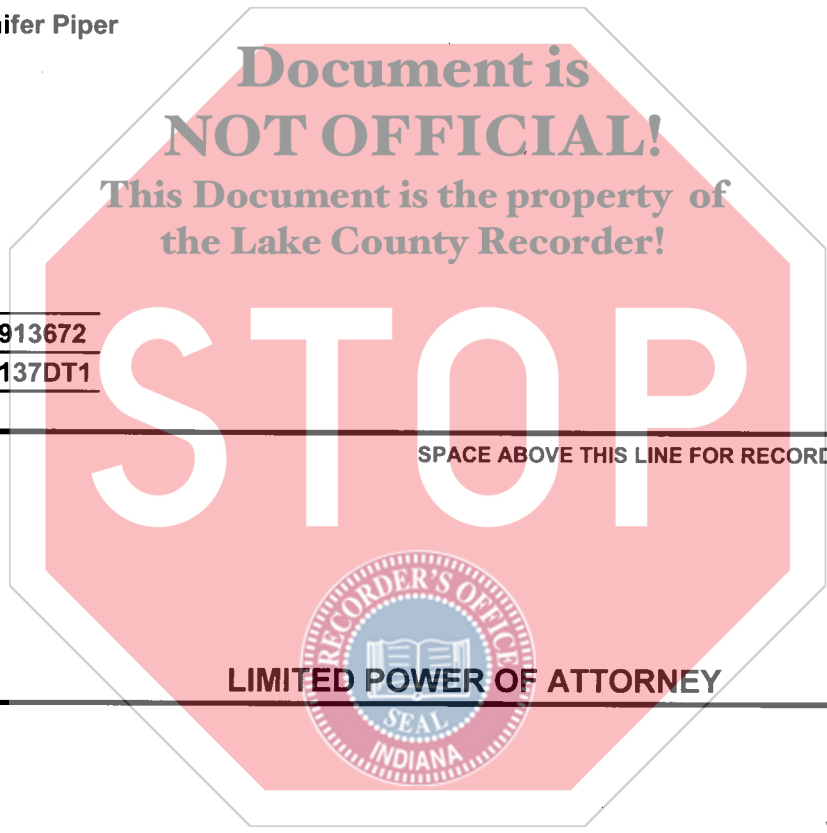 nifer Piper
Document is
NOT OFFICIAL!
This Document is the property of
the Lake County Recorder!
913672
137DT1
STOP
SPACE ABOVE THIS LINE FOR RECORD
RECORDER'S OFFICE
LIMITED POWER OF ATTORNEY
SEAL
INDIANA